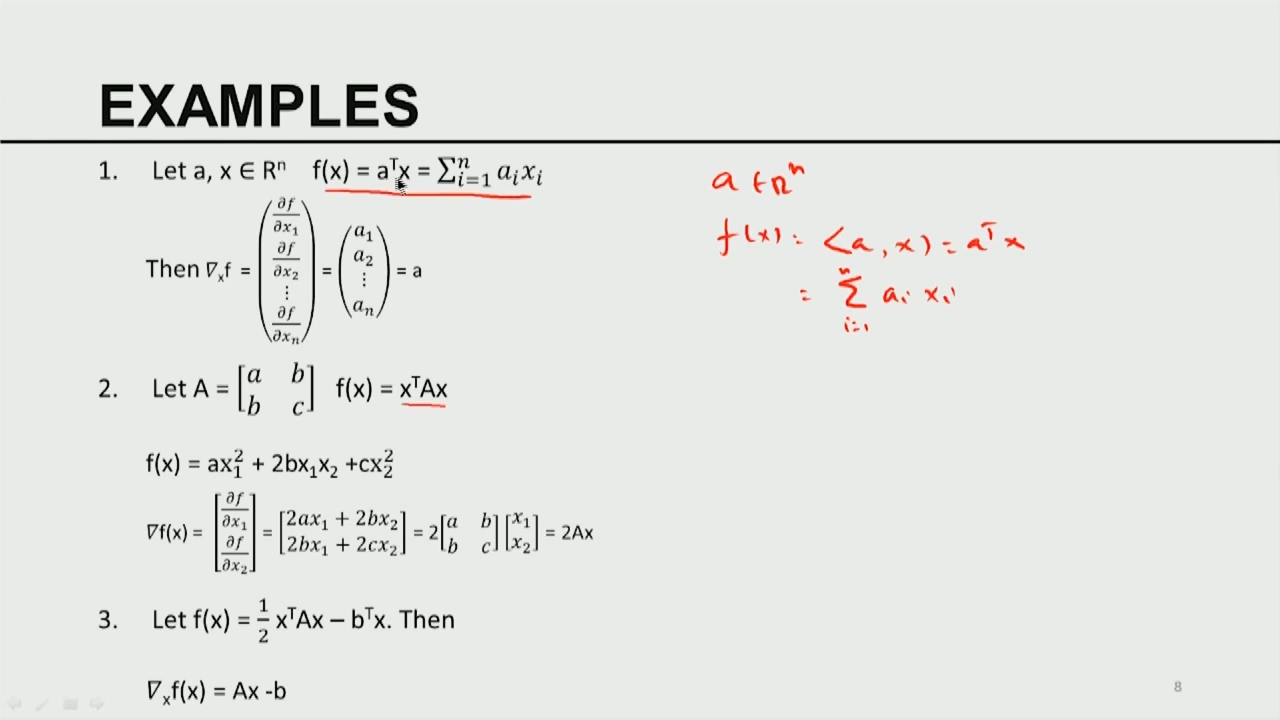 EXAMPLES
1. Let a, x ∈ Rⁿ f(x) = aᵀx = ∑ⁿᵢ₌₁ aᵢxᵢ
Then ∇ₓf = (∂f/∂x₁ ∂f/∂x₂ ⋮ ∂f/∂xₙ) = (a₁ a₂ ⋮ aₙ) = a
2. Let A = [a b b c] f(x) = xᵀAx
f(x) = ax₁² + 2bx₁x₂ +cx₂²
∇f(x) = [∂f/∂x₁ ∂f/∂x₂] = [2ax₁ + 2bx₂ 2bx₁ + 2cx₂] = 2[a b b c][x₁ x₂] = 2Ax
3. Let f(x) = 1/2 xᵀAx – bᵀx. Then
∇ₓf(x) = Ax -b
a ∈ Rⁿ
f(x) = <a, x) = aᵀ x
= ∑ⁿᵢ₌₁ aᵢ xᵢ
8